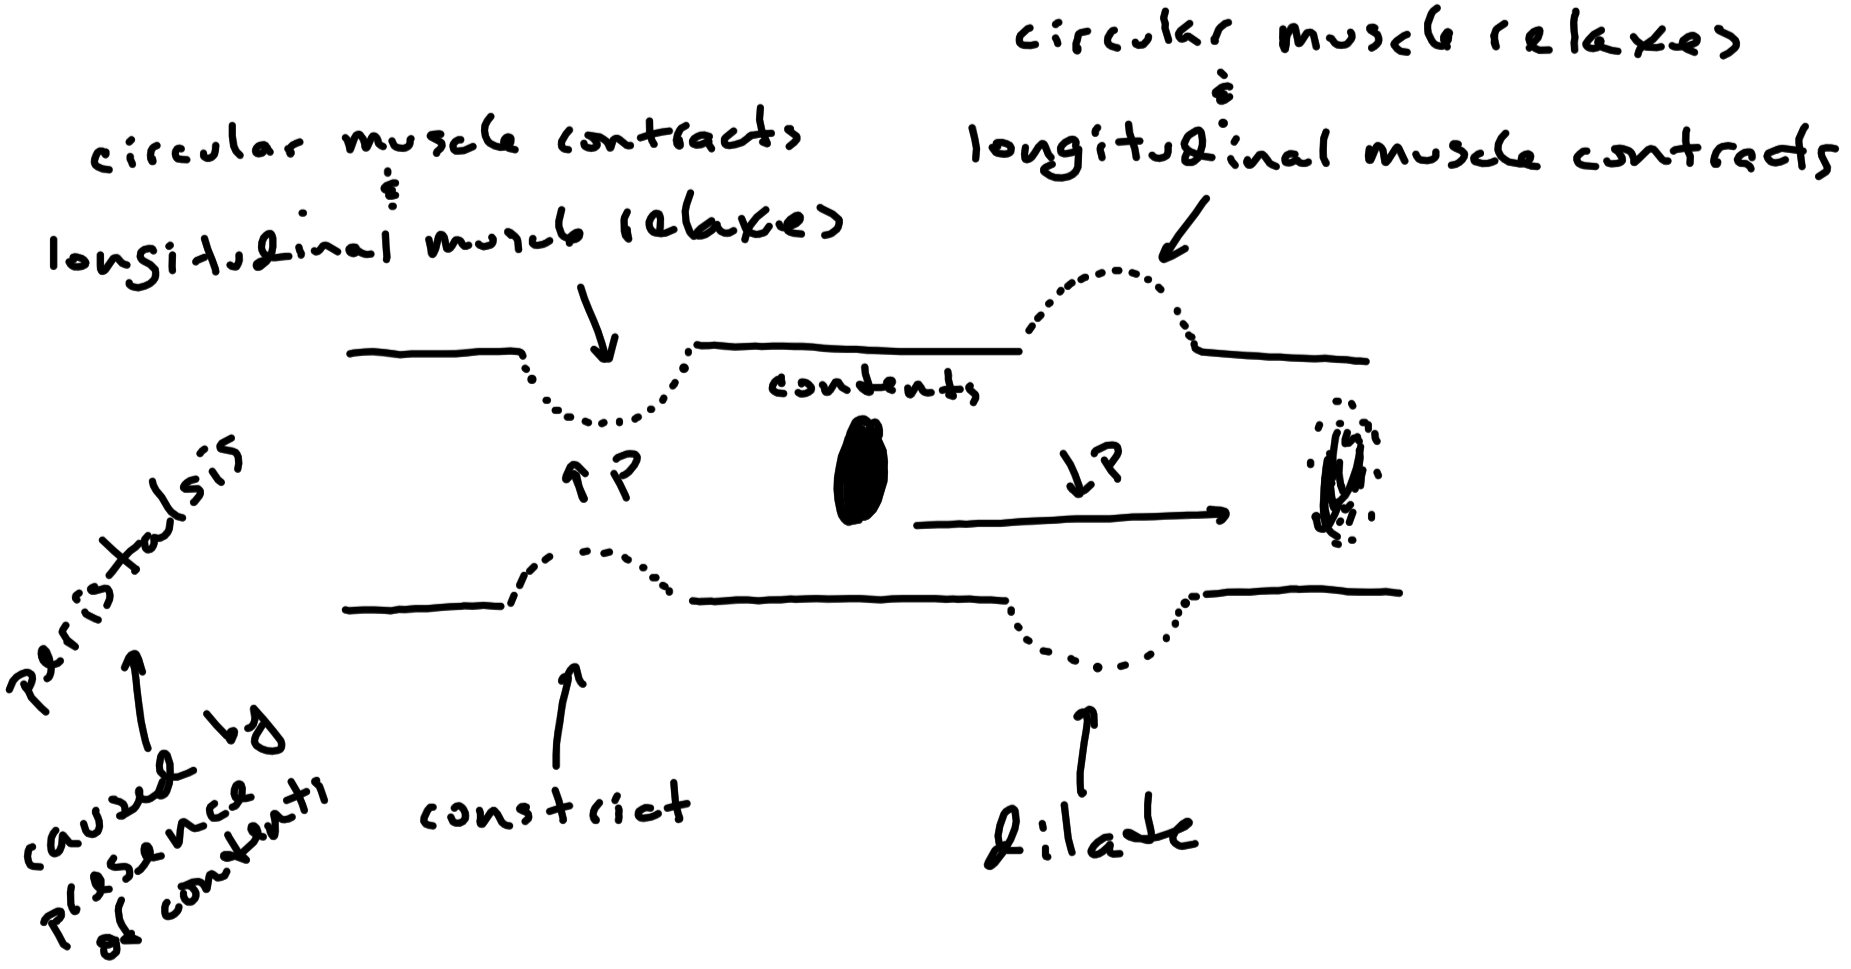 circular muscle relaxes
&
longitudinal muscle contracts
circular muscle contracts
&
longitudinal muscle relaxes
contents
↑ P
↓ P
peristalsis
caused by
presence
of contents
constrict
dilate